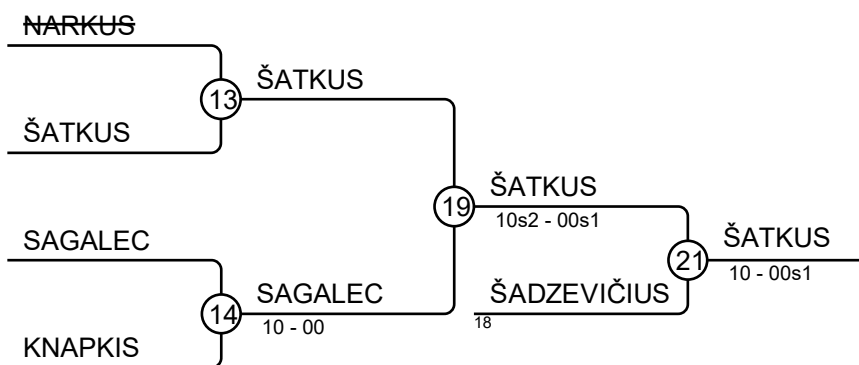 NARKUS
13
ŠATKUS
ŠATKUS
19
ŠATKUS
10s2 - 00s1
SAGALEC
14
SAGALEC
10 - 00
KNAPKIS
ŠADZEVIČIUS
18
21
ŠATKUS
10 - 00s1